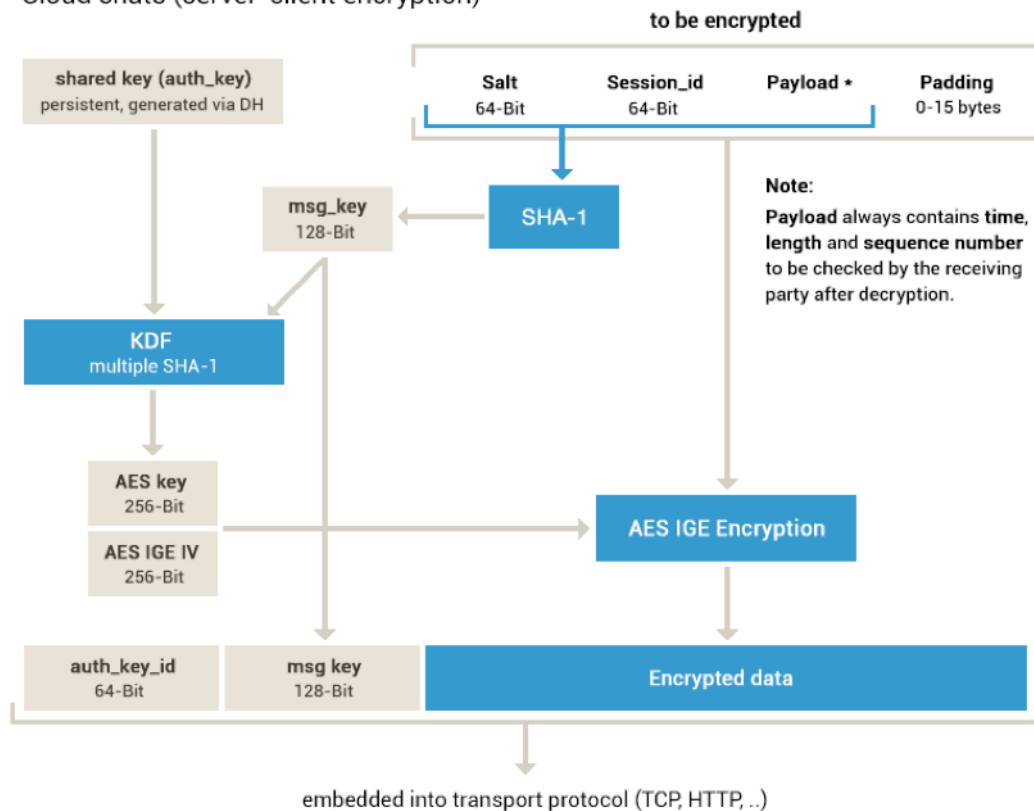 to be encrypted
shared key (auth_key)
persistent, generated via DH
Salt
64-Bit
Session_id
64-Bit
Payload *
Padding
0-15 bytes
SHA-1
msg_key
128-Bit
Note:
Payload always contains time,
length and sequence number
to be checked by the receiving
party after decryption.
KDF
multiple SHA-1
AES key
256-Bit
AES IGE IV
256-Bit
AES IGE Encryption
auth_key_id
64-Bit
msg key
128-Bit
Encrypted data
embedded into transport protocol (TCP, HTTP, ..)